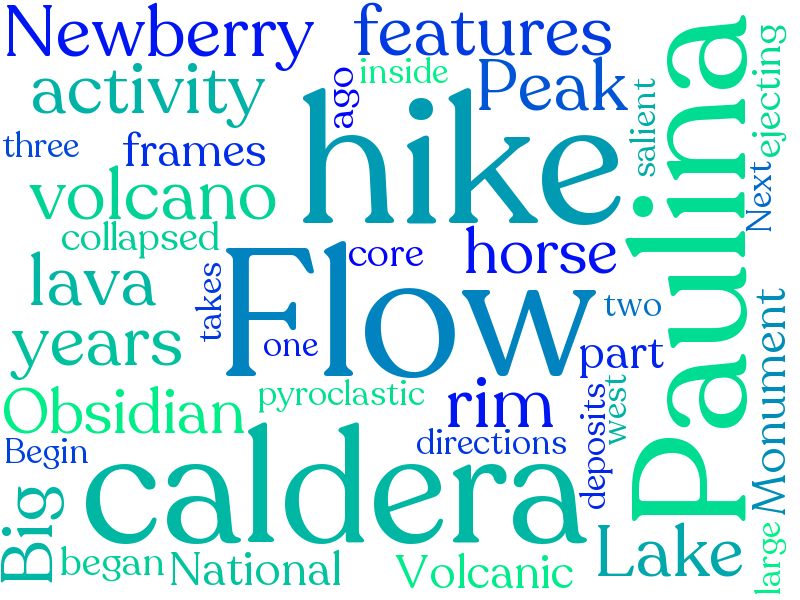 Newberry
features
activity
ago
inside
Peak
salient
ejecting
three
frames
hike
Paulina
Next
volcano
collapsed
core
horse
lava
takes
Flow
two
years
one
part
Monument
Obsidian
pyroclastic
rim
deposits
west
Begin
directions
caldera
Big
began
National
Volcanic
Lake
large